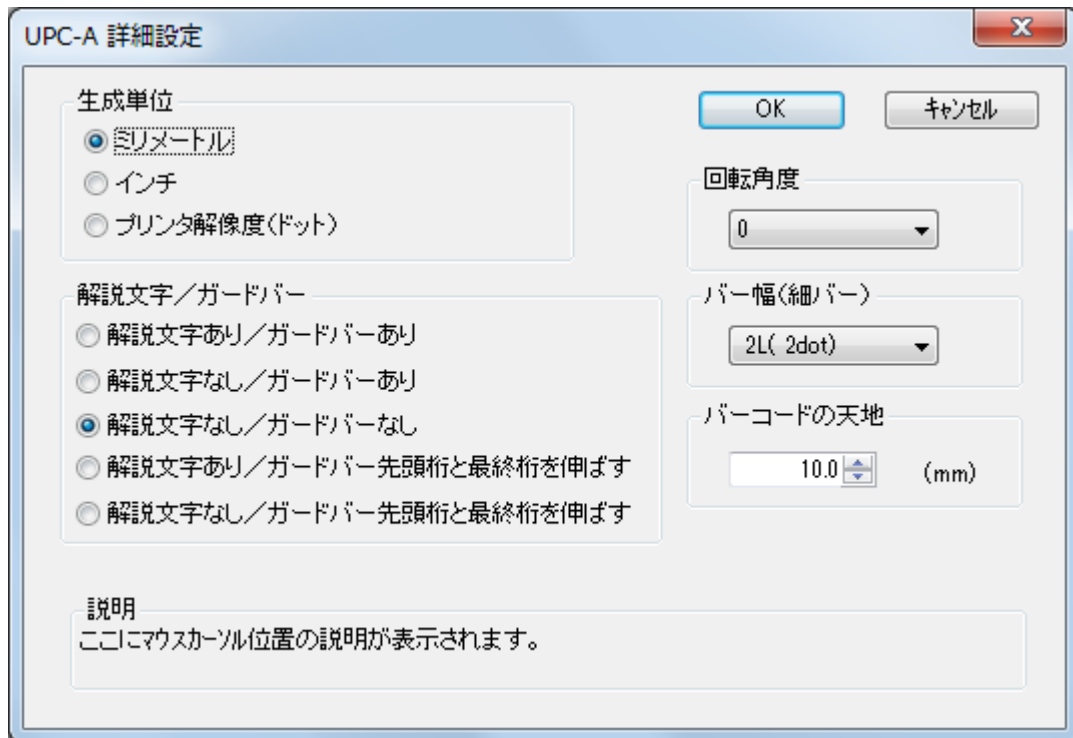 UPC-A 詳細設定
生成単位
ミリメートル
インチ
プリンタ解像度(ドット)
OK
キャンセル
回転角度
0
解説文字／ガードバー
解説文字あり／ガードバーあり
解説文字なし／ガードバーあり
解説文字なし／ガードバーなし
解説文字あり／ガードバー先頭桁と最終桁を伸ばす
解説文字なし／ガードバー先頭桁と最終桁を伸ばす
バー幅(細バー)
2L( 2dot)
バーコードの天地
10.0 (mm)
説明
ここにマウスカーソル位置の説明が表示されます。